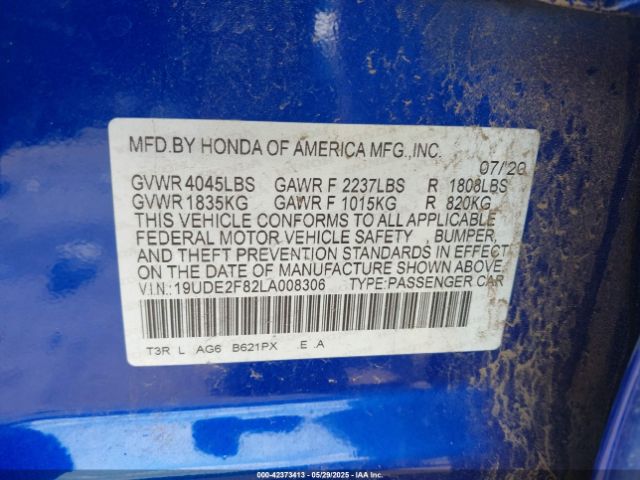 MFD.BY HONDA OF AMERICA MFG.,INC.
07/20
GVWR 4045LBS GAWR F 2237LBS R 1808LBS
GVWR 1835KG GAWR F 1015KG R 820KG
THIS VEHICLE CONFORMS TO ALL APPLICABLE
FEDERAL MOTOR VEHICLE SAFETY , BUMPER,
AND THEFT PREVENTION STANDARDS IN EFFECT
ON THE DATE OF MANUFACTURE SHOWN ABOVE.
V.I.N.:19UDE2F82LA008306 TYPE:PASSENGER CAR
T3R L AG6 B621PX .E .A
000-42373413 - 05/29/2025 - IAA Inc.